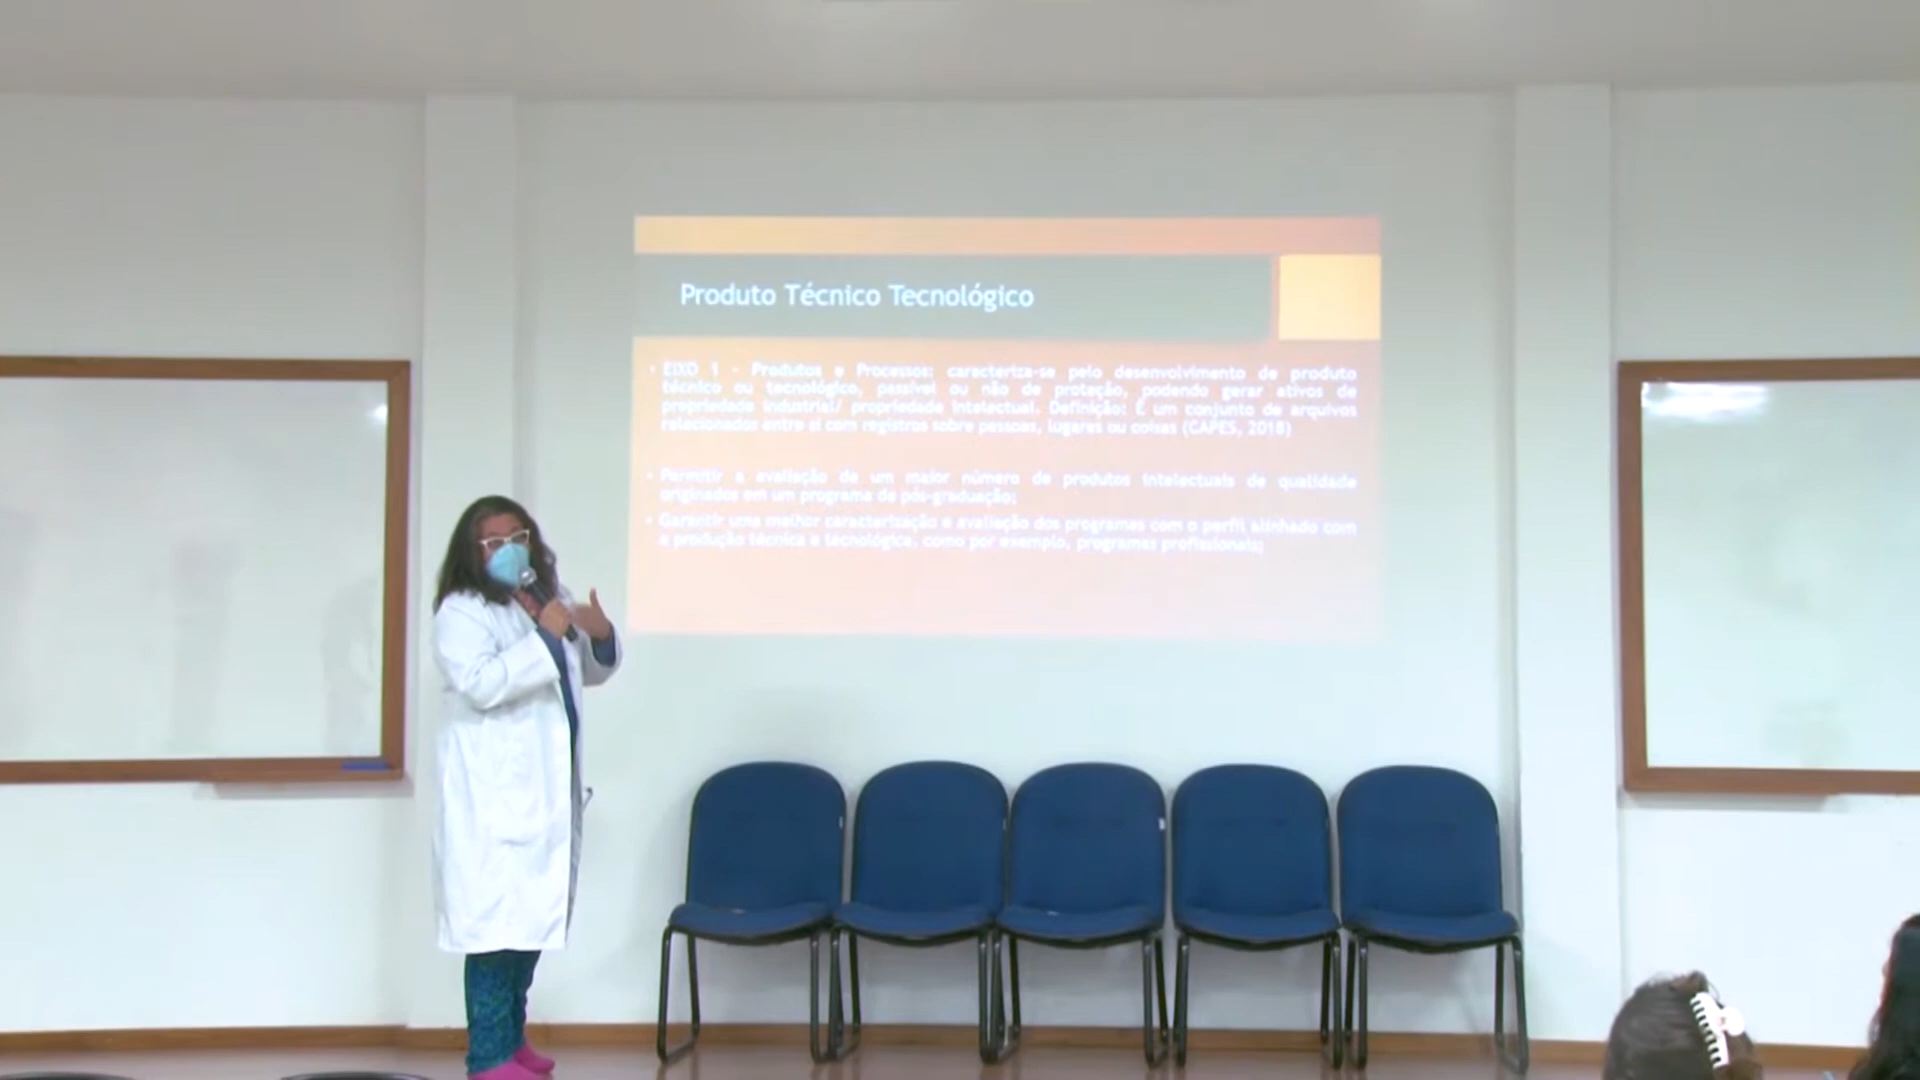 Produto Técnico Tecnológico
• EIXO 1 - Produtos e Processos: caracteriza-se pelo desenvolvimento de produto
técnico ou tecnológico, passível ou não de proteção, podendo gerar ativos de
propriedade industrial/ propriedade intelectual. Definição: É um conjunto de arquivos
relacionados entre si com registros sobre pessoas, lugares ou coisas (CAPES, 2018)
• Permitir a avaliação de um maior número de produtos intelectuais de qualidade
originados em um programa de pós-graduação;
• Garantir uma melhor caracterização e avaliação dos programas com o perfil alinhado com
a produção técnica e tecnológica, como por exemplo, programas profissionais;